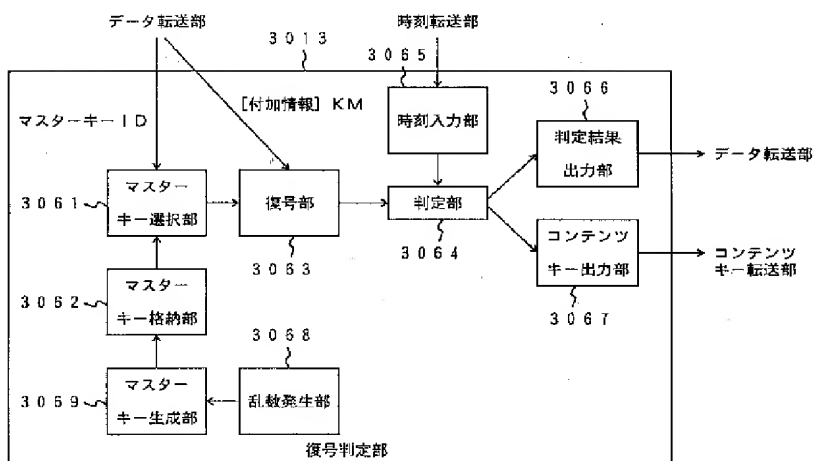 データ転送部
時刻転送部
3013
3065
3066
マスターキーID
[付加情報] KM
時刻入力部
判定結果
出力部
データ転送部
3061
マスター
キー選択部
復号部
判定部
3063
3064
コンテンツ
キー出力部
コンテンツ
キー転送部
3062
マスター
キー格納部
3067
3068
3069
マスター
キー生成部
乱数発生部
復号判定部